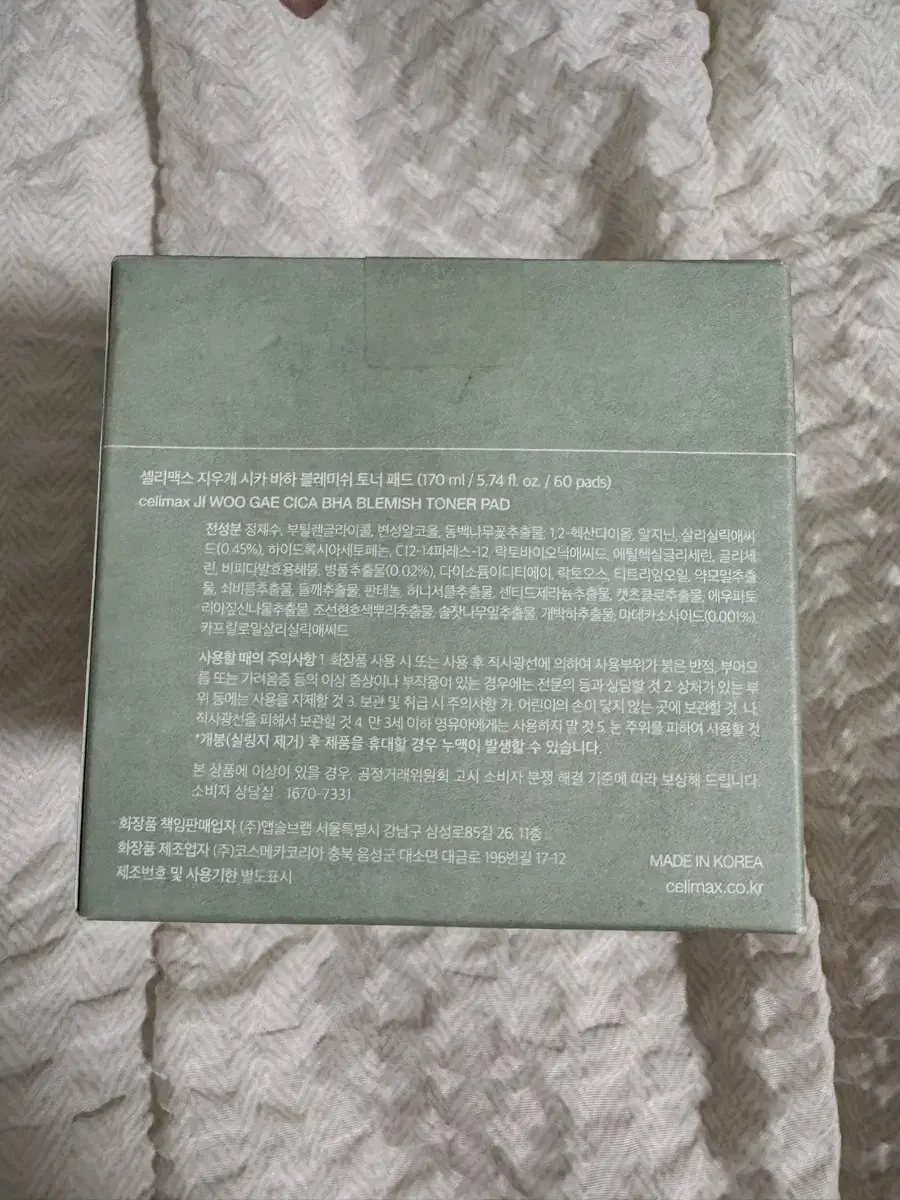 셀리맥스 지우개 시카 바하 블레미쉬 토너 패드 (170 ml / 5.74 fl. oz. / 60 pads)
celimax JI WOO GAE CICA BHA BLEMISH TONER PAD
전성분 정제수, 부틸렌글라이콜, 변성알코올, 동백나무꽃추출물, 1,2-헥산다이올, 알지닌, 살리실릭애씨
드(0.45%), 하이드록시아세토페논, C12-14파레스-12, 락토바이오닉애씨드, 에틸헥실글리세린, 글리세
린, 비피다발효용해물, 병풀추출물(0.02%), 다이소듐이디티에이, 락토오스, 티트리잎오일, 약모밀추출
물, 쇠비름추출물, 들깨추출물, 판테놀, 허니서클추출물, 센티드제라늄추출물, 캣츠클로추출물, 에우파토
리아짚신나물추출물, 조선현호색뿌리추출물, 솔잣나무잎추출물, 개박하추출물, 마데카소사이드(0.001%),
카프릴로일살리실릭애씨드
사용할 때의 주의사항 1. 화장품 사용 시 또는 사용 후 직사광선에 의하여 사용부위가 붉은 반점, 부어오
름 또는 가려움증 등의 이상 증상이나 부작용이 있는 경우에는 전문의 등과 상담할 것 2. 상처가 있는 부
위 등에는 사용을 자제할 것 3. 보관 및 취급 시 주의사항 가. 어린이의 손이 닿지 않는 곳에 보관할 것. 나.
직사광선을 피해서 보관할 것 4. 만 3세 이하 영유아에게는 사용하지 말 것 5. 눈 주위를 피하여 사용할 것
*개봉(실링지 제거) 후 제품을 휴대할 경우 누액이 발생할 수 있습니다.
본 상품에 이상이 있을 경우, 공정거래위원회 고시 소비자 분쟁 해결 기준에 따라 보상해 드립니다.
소비자 상담실 : 1670-7331
화장품 책임판매업자 (주)앱솔브랩 서울특별시 강남구 삼성로85길 26, 11층
화장품 제조업자 (주)코스메카코리아 충북 음성군 대소면 대금로 196번길 17-12
제조번호 및 사용기한 별도표시
MADE IN KOREA
celimax.co.kr